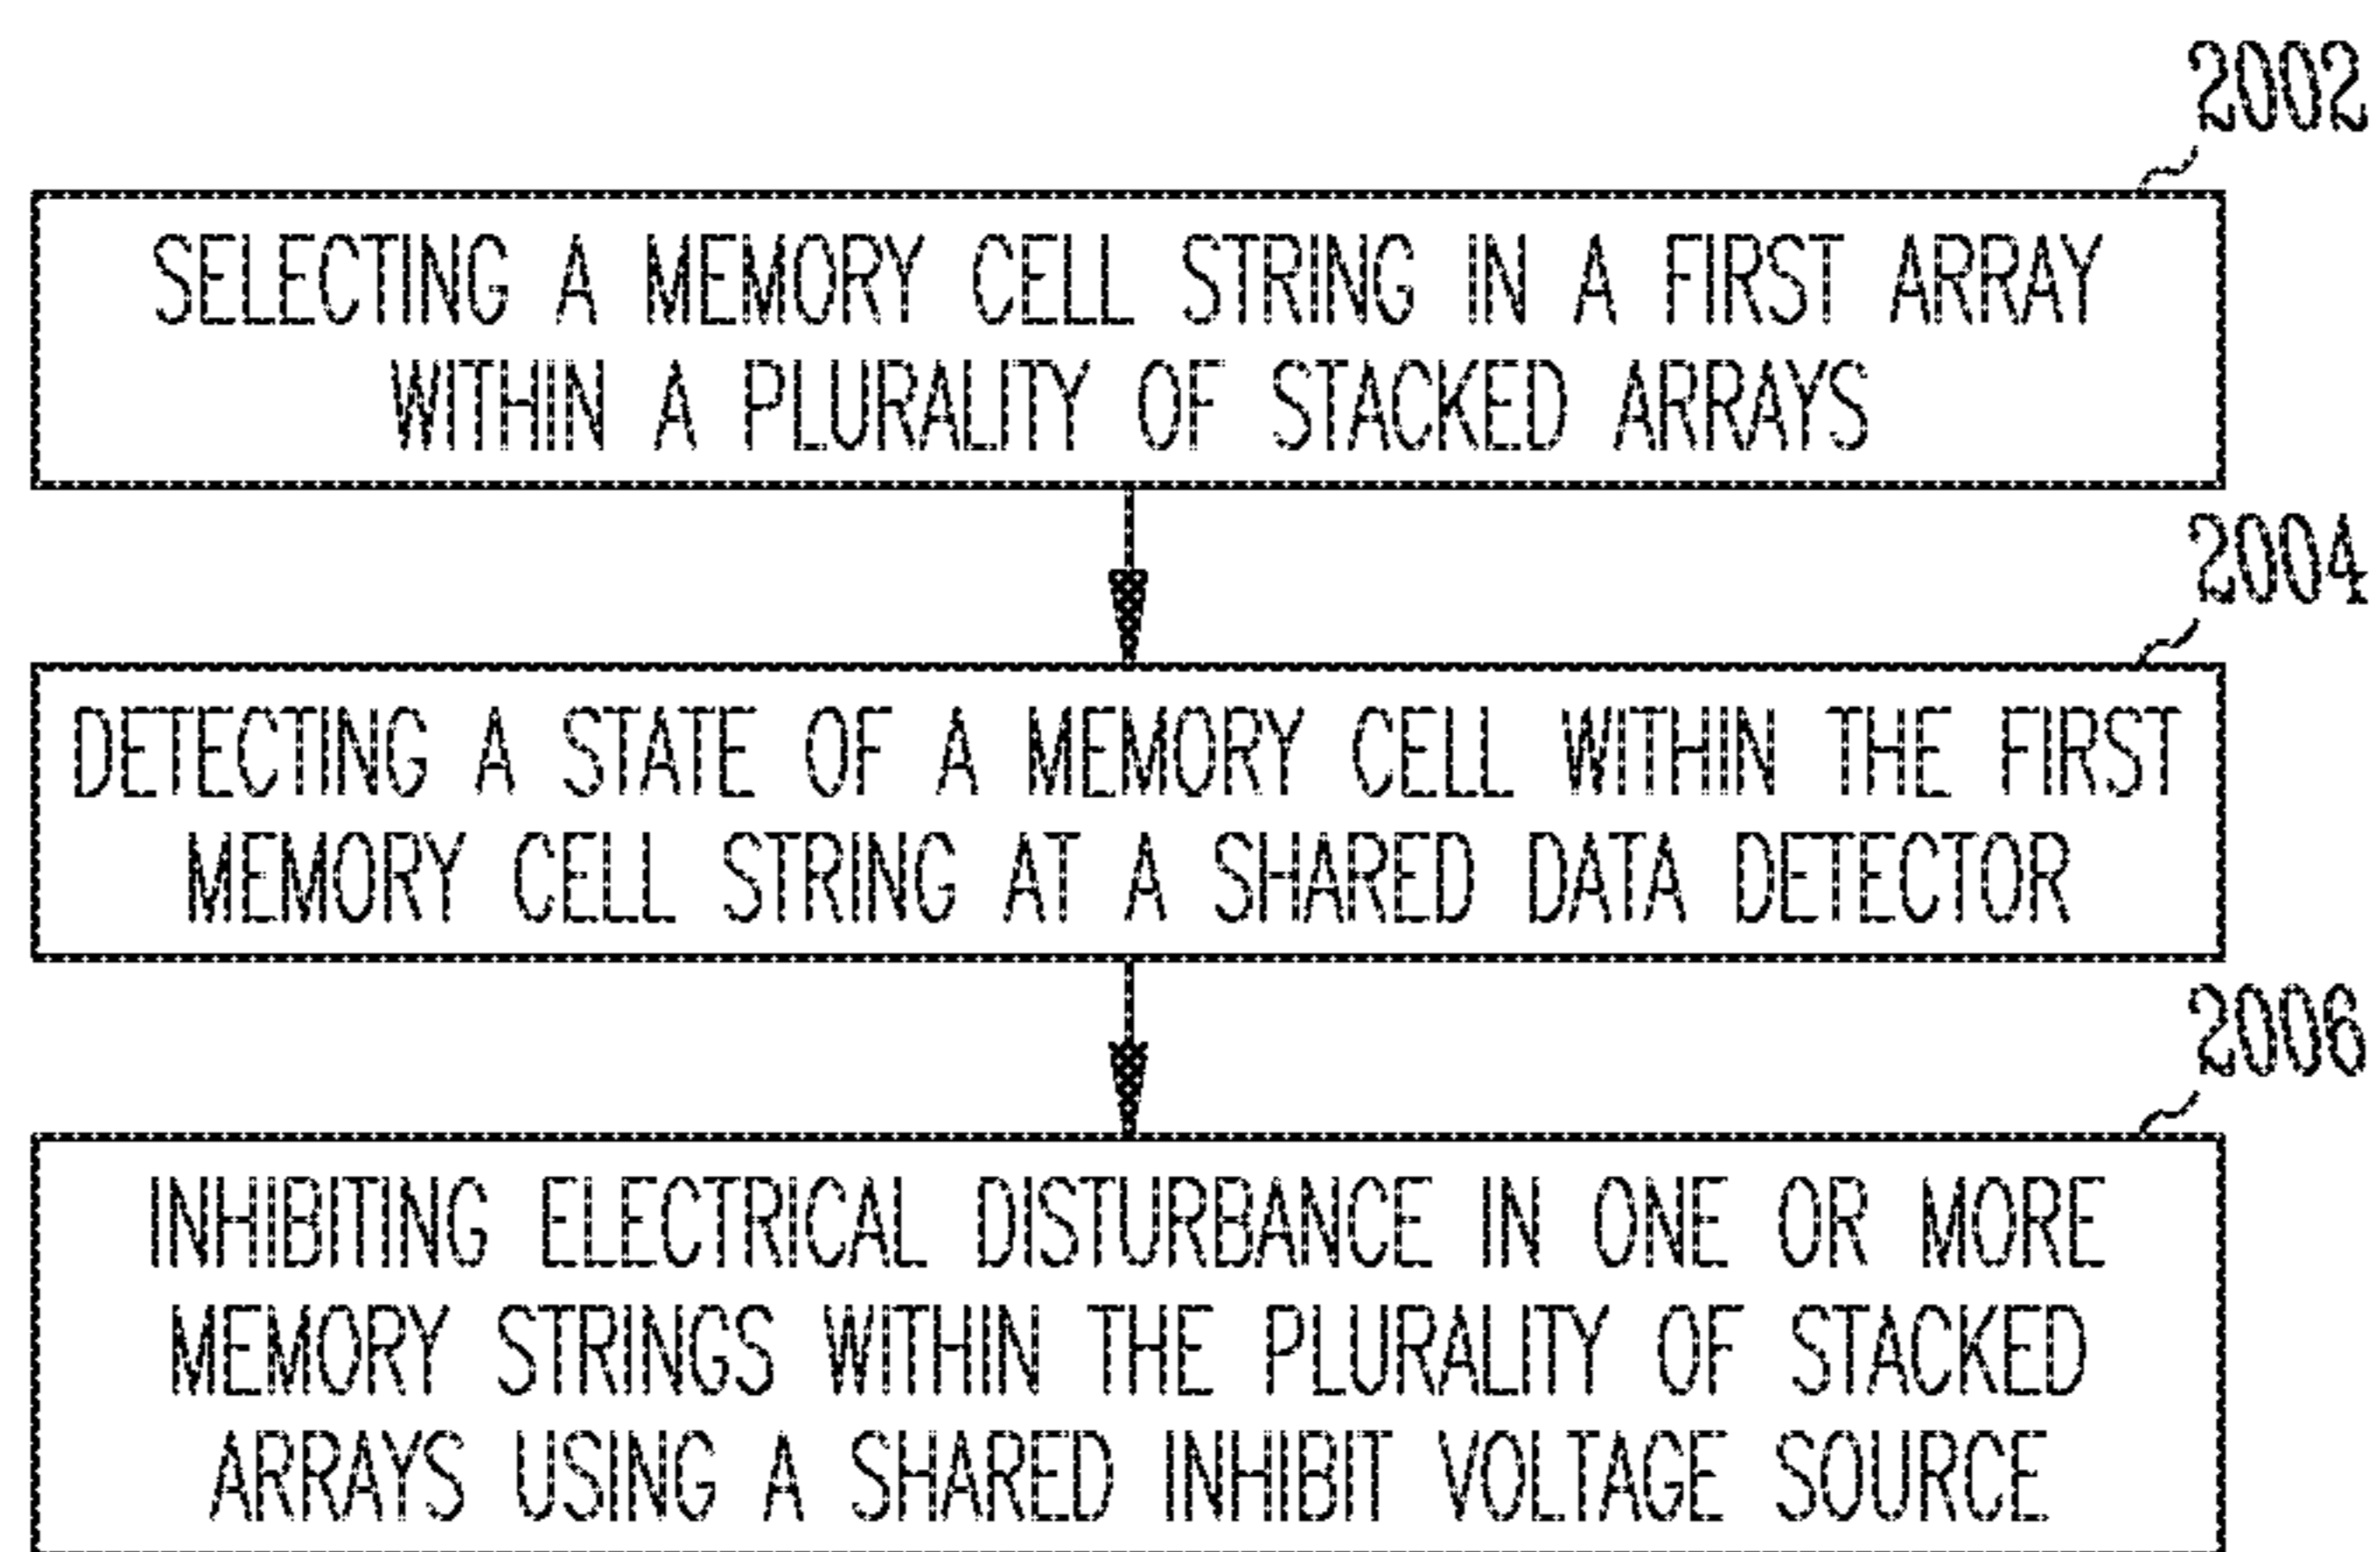 2002
SELECTING A MEMORY CELL STRING IN A FIRST ARRAY
WITHIN A PLURALITY OF STACKED ARRAYS
2004
DETECTING A STATE OF A MEMORY CELL WITHIN THE FIRST
MEMORY CELL STRING AT A SHARED DATA DETECTOR
2006
INHIBITING ELECTRICAL DISTURBANCE IN ONE OR MORE
MEMORY STRINGS WITHIN THE PLURALITY OF STACKED
ARRAYS USING A SHARED INHIBIT VOLTAGE SOURCE